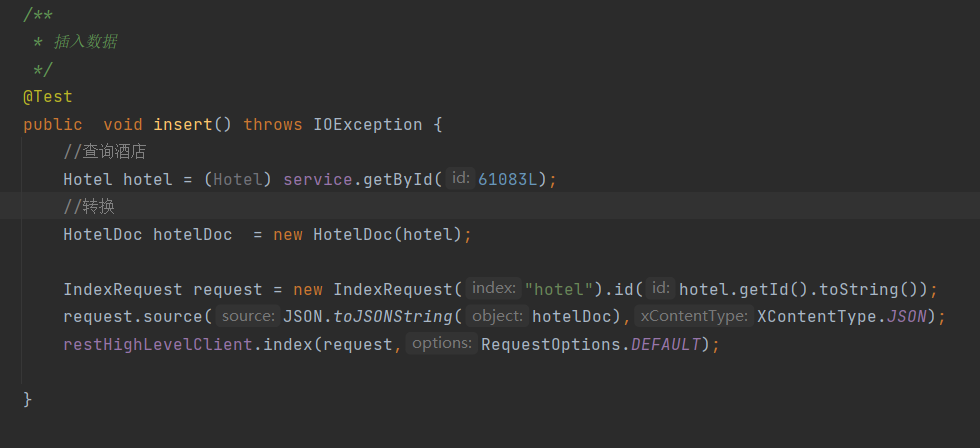 /**
 * 插入数据
 */
@Test
public  void insert() throws IOException {
    //查询酒店
    Hotel hotel = (Hotel) service.getById( id: 61083L);
    //转换
    HotelDoc hotelDoc  = new HotelDoc(hotel);
    IndexRequest request = new IndexRequest( index: "hotel").id( id: hotel.getId().toString());
    request.source( source: JSON.toJSONString( object: hotelDoc), xContentType: XContentType.JSON);
    restHighLevelClient.index(request, options: RequestOptions.DEFAULT);
}